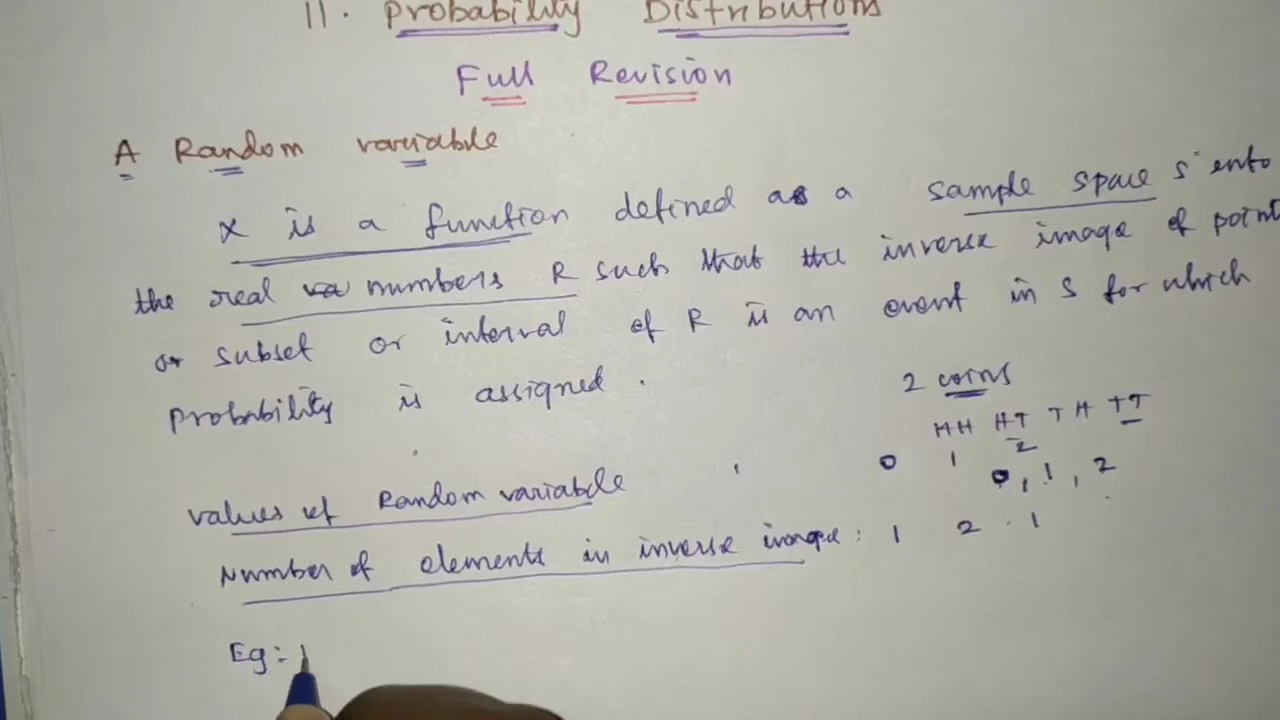 11. Probability Distributions
Full Revision
A Random variable
X is a function defined as a sample space S into
the real numbers R such that the inverse image of point
or subset or interval of R is an event in S for which
Probability is assigned.
2 coins
HH HT TH TT
values of Random variable 0 1 2
0, 1, 2
Number of elements in inverse image: 1 2 1
Eg:-